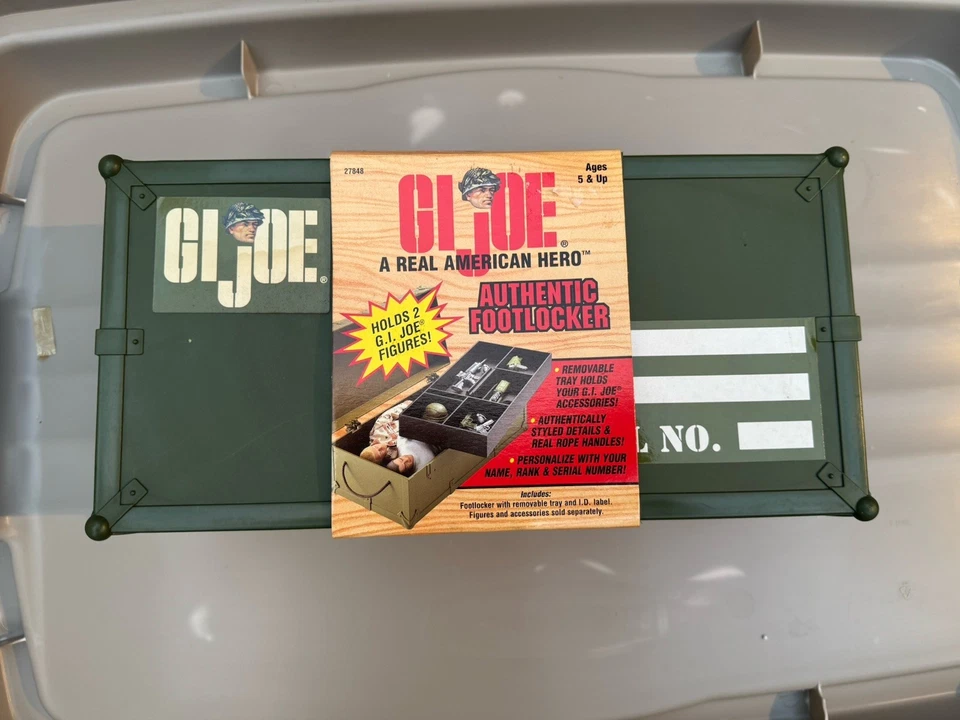 GI JOE®
27848
Ages
5 & Up
GI JOE®
A REAL AMERICAN HERO™
AUTHENTIC
FOOTLOCKER
HOLDS 2
G.I. JOE®
FIGURES!
• REMOVABLE
TRAY HOLDS
YOUR G.I. JOE®
ACCESSORIES!
• AUTHENTICALLY
STYLED DETAILS &
REAL ROPE HANDLES!
• PERSONALIZE WITH YOUR
NAME, RANK & SERIAL NUMBER!
Includes:
Footlocker with removable tray and I.D. label.
Figures and accessories sold separately.
L NO.